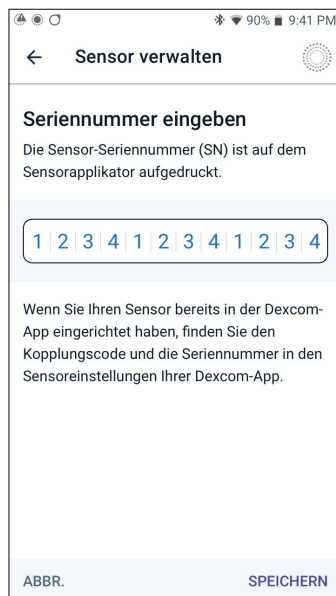 90% 9:41 PM
Sensor verwalten
Seriennummer eingeben
Die Sensor-Seriennummer (SN) ist auf dem
Sensorapplikator aufgedruckt.
1 2 3 4 1 2 3 4 1 2 3 4
Wenn Sie Ihren Sensor bereits in der Dexcom-
App eingerichtet haben, finden Sie den
Kopplungscode und die Seriennummer in den
Sensoreinstellungen Ihrer Dexcom-App.
ABBR. SPEICHERN